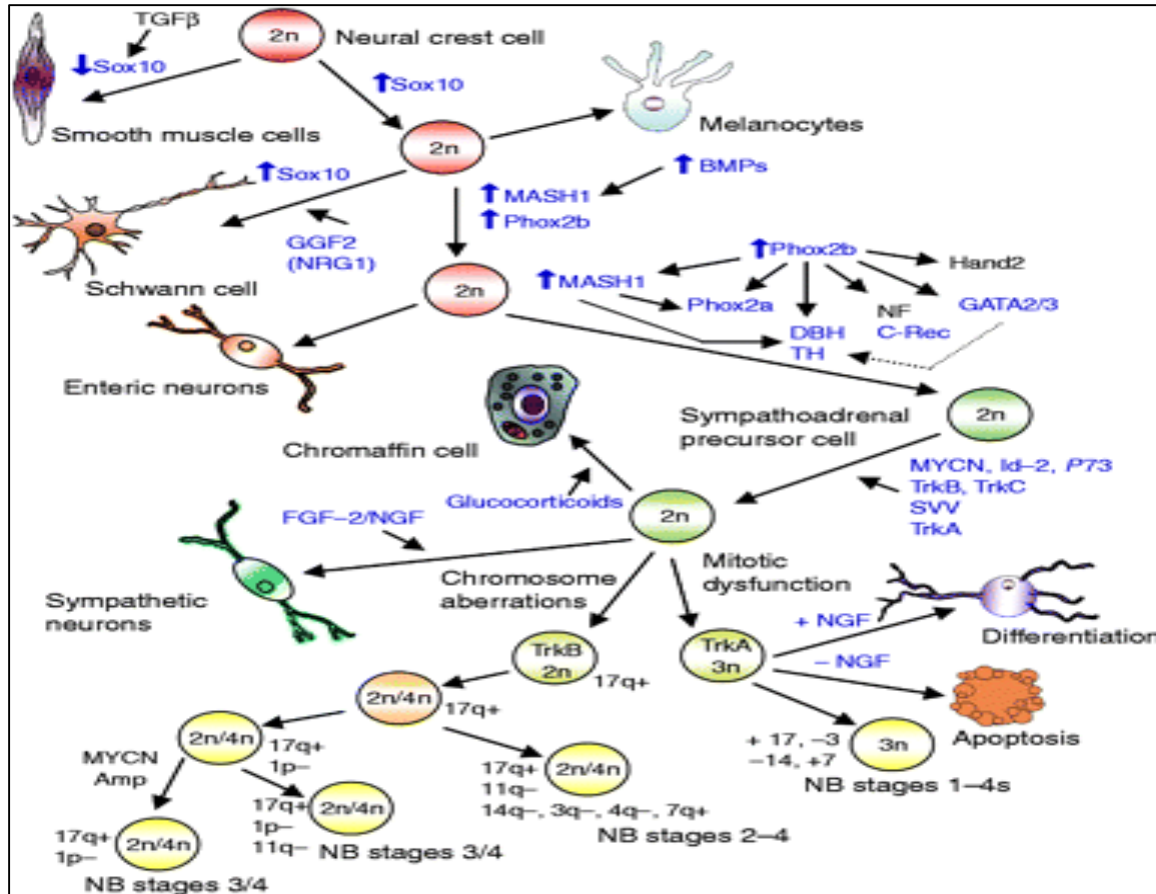 TGFβ
2n
Neural crest cell
Sox10
Sox10
Smooth muscle cells
2n
Melanocytes
Sox10
MASH1
Phox2b
BMPs
GGF2
(NRG1)
Schwann cell
2n
MASH1
Phox2b
Hand2
Phox2a
NF
C-Rec
GATA2/3
DBH
TH
Enteric neurons
Chromaffin cell
Sympathoadrenal
precursor cell
2n
MYCN, Id-2, P73
TrkB, TrkC
SVV
TrkA
Glucocorticoids
2n
FGF-2/NGF
Sympathetic
neurons
Chromosome
aberrations
Mitotic
dysfunction
+ NGF
Differentiation
TrkB
2n
17q+
TrkA
3n
- NGF
Apoptosis
2n/4n
17q+
2n/4n
17q+
1p-
MYCN
Amp
17q+
11q-
2n/4n
14q-, 3q-, 4q-, 7q+
NB stages 2-4
+ 17, -3
-14, +7
3n
NB stages 1-4s
17q+
1p-
11q-
2n/4n
NB stages 3/4
17q+
1p-
2n/4n
NB stages 3/4